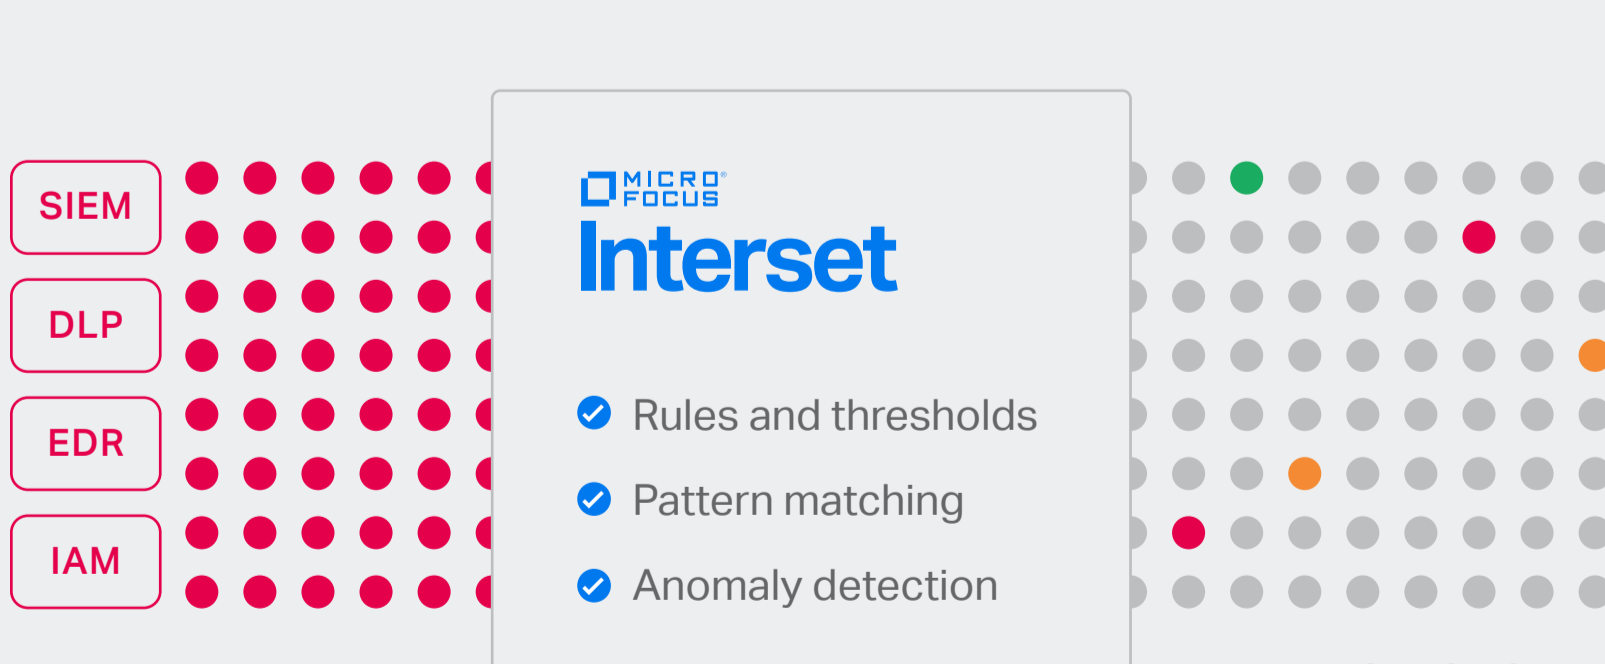 SIEM
DLP
EDR
IAM
MICRO®
FOCUS
Interset
Rules and thresholds
Pattern matching
Anomaly detection